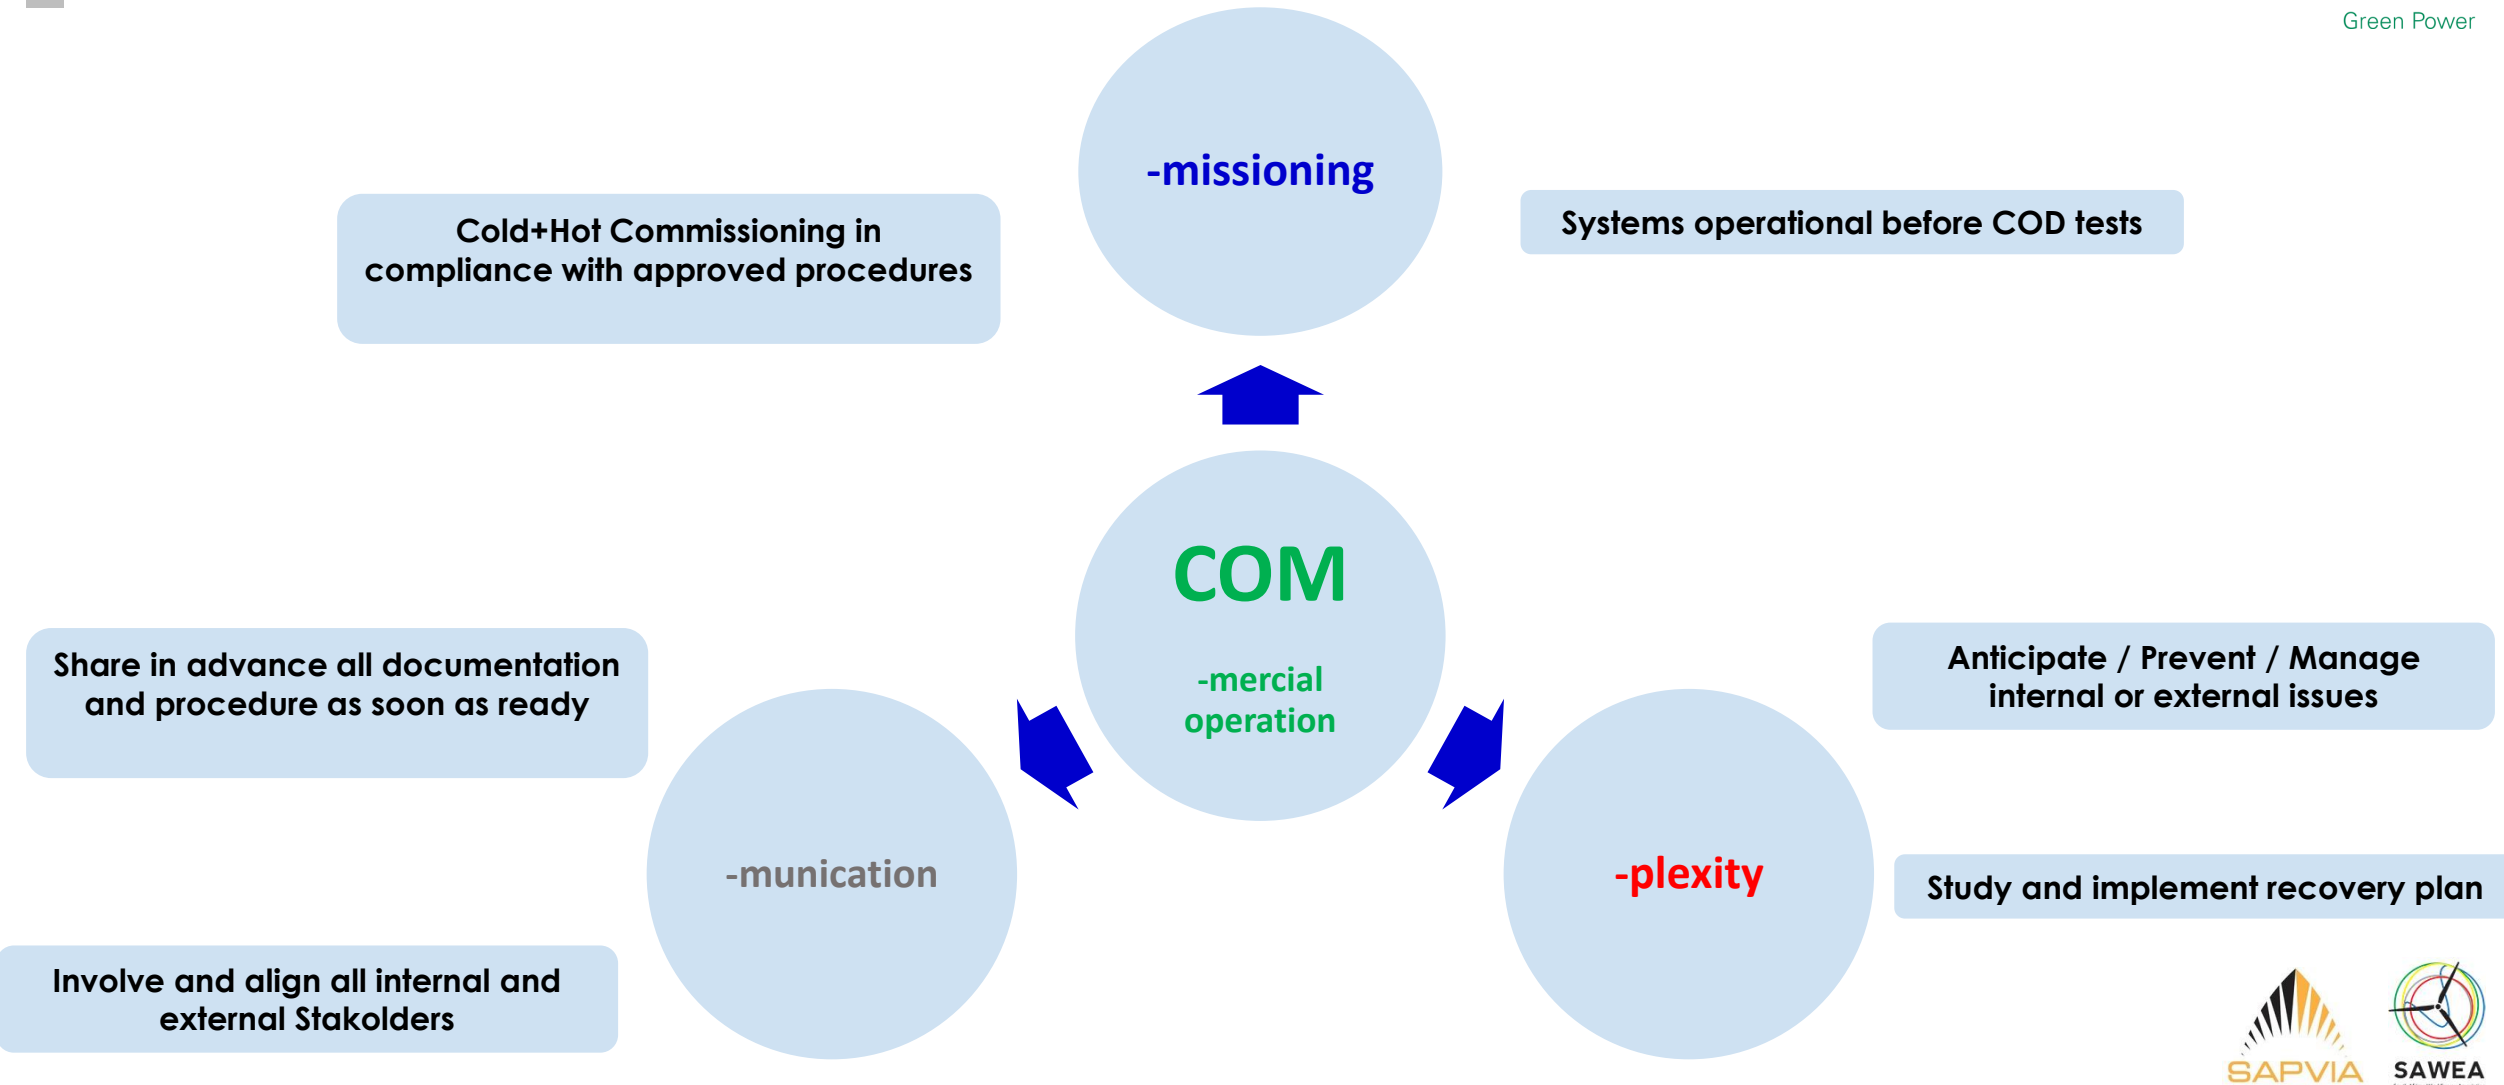 Green Power
-missioning
Cold+Hot Commissioning in
compliance with approved procedures
Systems operational before COD tests
COM
-mercial
operation
Share in advance all documentation
and procedure as soon as ready
-munication
Involve and align all internal and
external Stakolders
Anticipate / Prevent / Manage
internal or external issues
-plexity
Study and implement recovery plan
SAPVIA
SAWEA